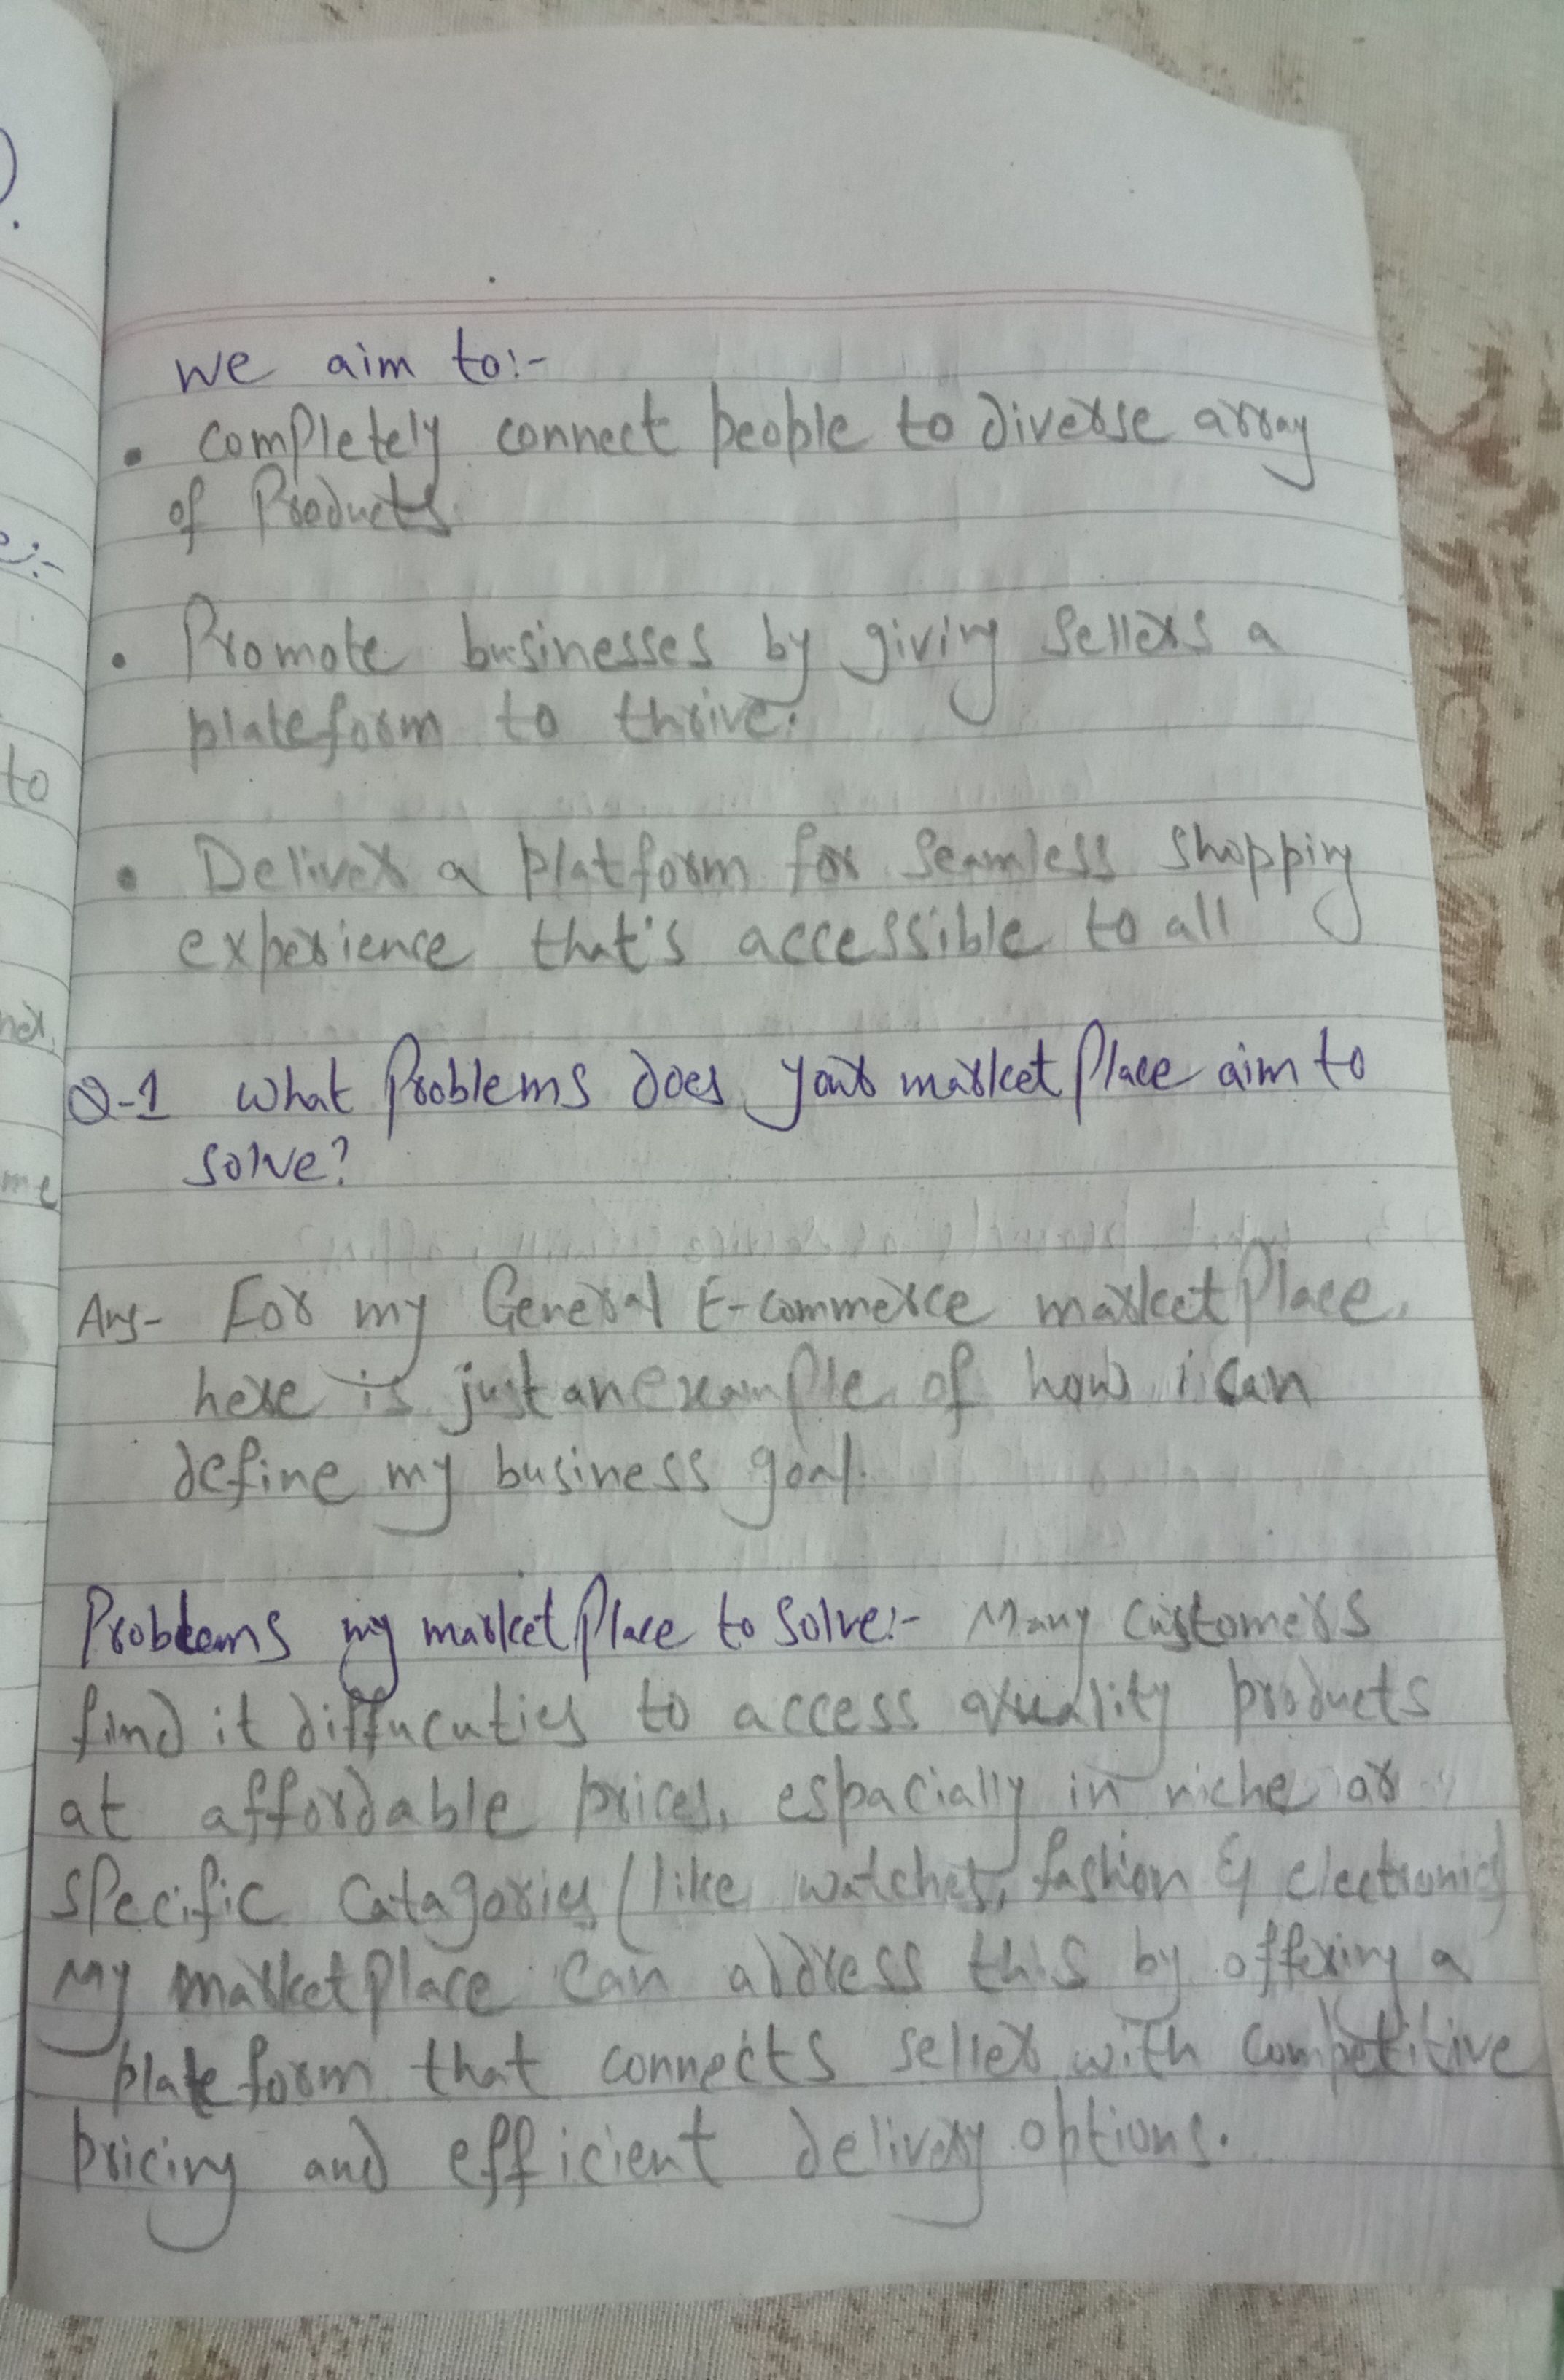 We aim to:-
• Completely connect people to diverse array
of Products.
• Promote businesses by giving sellers a
plateform to thrive.
• Deliver a platform for seamless shopping
experience that's accessible to all
Q-1 What Problems does your market Place aim to
solve?
Ans- For my General E-commerce market Place,
here is just an example of how i can
define my business goal.
Problems my market Place to solve:- Many customers
find it diffucuties to access quality products
at affordable prices, espacially in niche or
specific Catagories (like watches, fashion & electronics)
My marketplace can address this by offering a
plateform that connects seller with competitive
pricing and efficient delivery options.
to
me